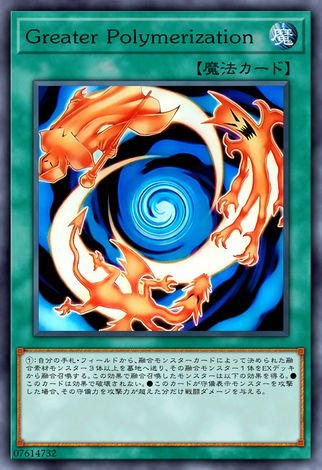 Greater Polymerization
魔
【魔法カード】
①:自分の手札・フィールドから、融合モンスターカードによって決められた融
合素材モンスター3体以上を墓地へ送り、その融合モンスター1体をEXデッキ
から融合召喚する。この効果で融合召喚したモンスターは以下の効果を得る。●
このカードは効果で破壊されない。●このカードが守備表示モンスターを攻撃し
た場合、その守備力を攻撃力が超えた分だけ戦闘ダメージを与える。
07614732